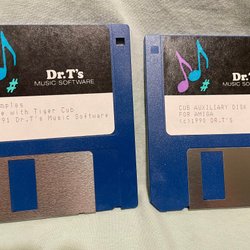 Dr.T's
MUSIC SOFTWARE
mples
e with Tiger Cub
91 Dr.T's Music Software
Dr.T's
MUSIC SOFTWARE
CUB AUXILIARY DISK
FOR AMIGA
(c)1990 DR.T'S